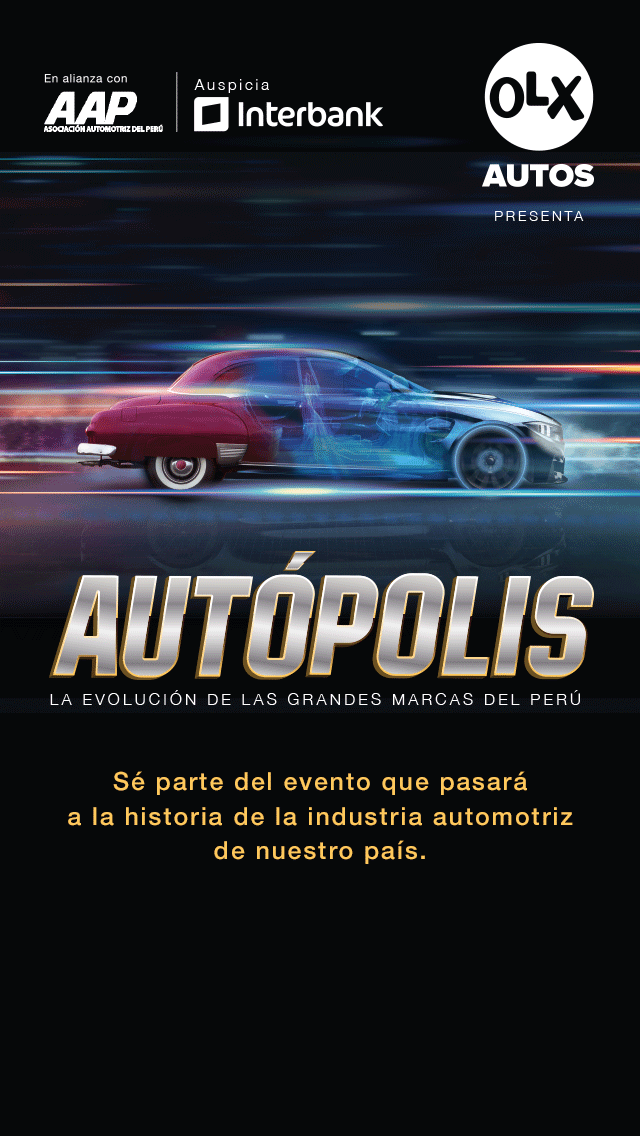 En alianza con
AAP
ASOCIACIÓN AUTOMOTRIZ DEL PERÚ
Auspicia
Interbank
OLX
AUTOS
PRESENTA
AUTÓPOLIS
LA EVOLUCIÓN DE LAS GRANDES MARCAS DEL PERÚ
Sé parte del evento que pasará
a la historia de la industria automotriz
de nuestro país.